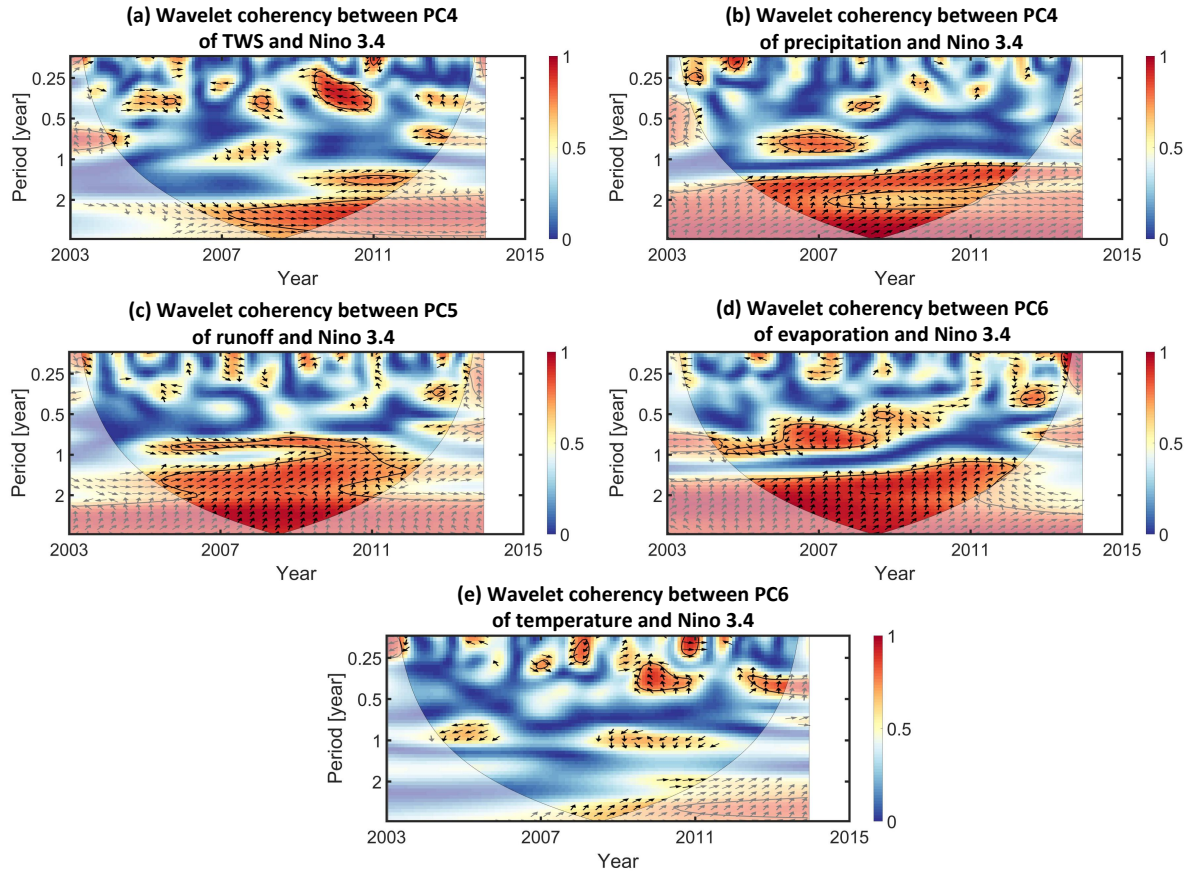 (a) Wavelet coherency between PC4
of TWS and Nino 3.4
Period [year]
0.25
0.5
1
2
2003
2007
2011
2015
Year
1
0.5
0
(b) Wavelet coherency between PC4
of precipitation and Nino 3.4
Period [year]
0.25
0.5
1
2
2003
2007
2011
2015
Year
1
0.5
0
(c) Wavelet coherency between PC5
of runoff and Nino 3.4
Period [year]
0.25
0.5
1
2
2003
2007
2011
2015
Year
1
0.5
0
(d) Wavelet coherency between PC6
of evaporation and Nino 3.4
Period [year]
0.25
0.5
1
2
2003
2007
2011
2015
Year
1
0.5
0
(e) Wavelet coherency between PC6
of temperature and Nino 3.4
Period [year]
0.25
0.5
1
2
2003
2007
2011
2015
Year
1
0.5
0